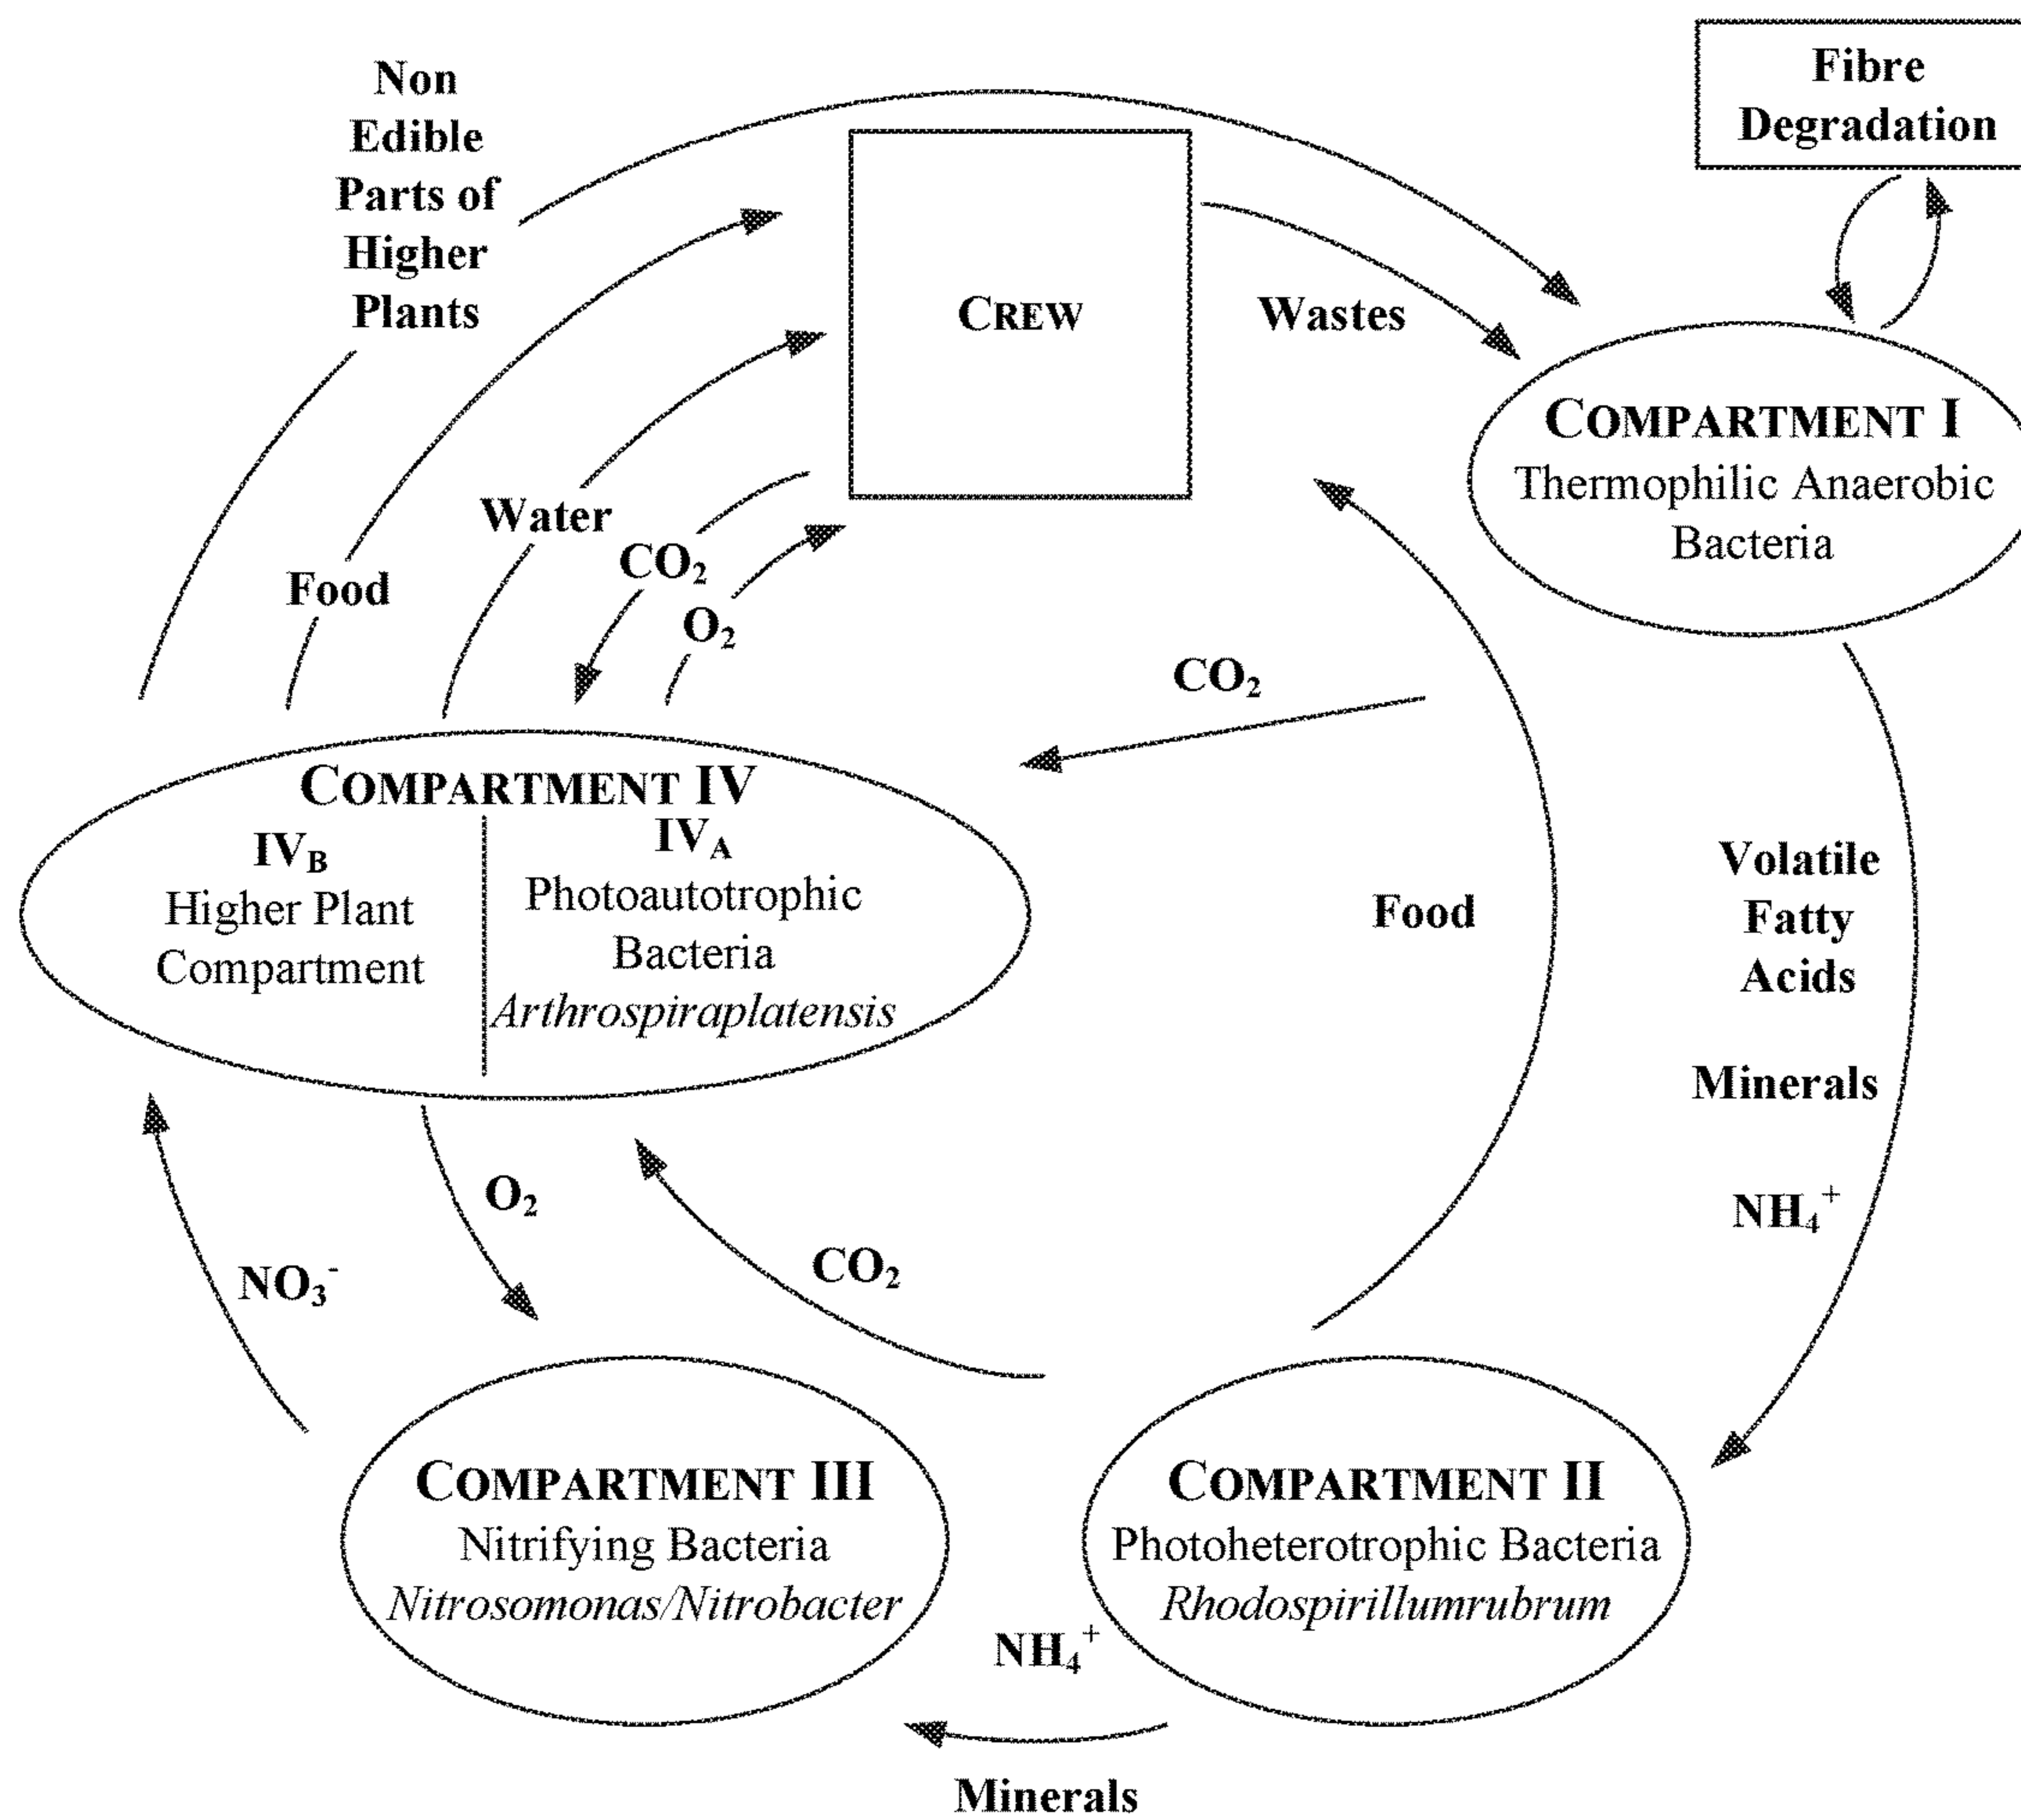 Non
Edible
Parts of
Higher
Plants
Fibre
Degradation
CREW
Wastes
COMPARTMENT I
Thermophilic Anaerobic
Bacteria
Water
CO₂
Food
O₂
CO₂
COMPARTMENT IV
IV_B
Higher Plant
Compartment
IV_A
Photoautotrophic
Bacteria
Arthrospiraplatensis
Food
Volatile
Fatty
Acids
Minerals
NH₄⁺
O₂
NO₃⁻
CO₂
COMPARTMENT III
Nitrifying Bacteria
Nitrosomonas/Nitrobacter
COMPARTMENT II
Photoheterotrophic Bacteria
Rhodospirillumrubrum
NH₄⁺
Minerals